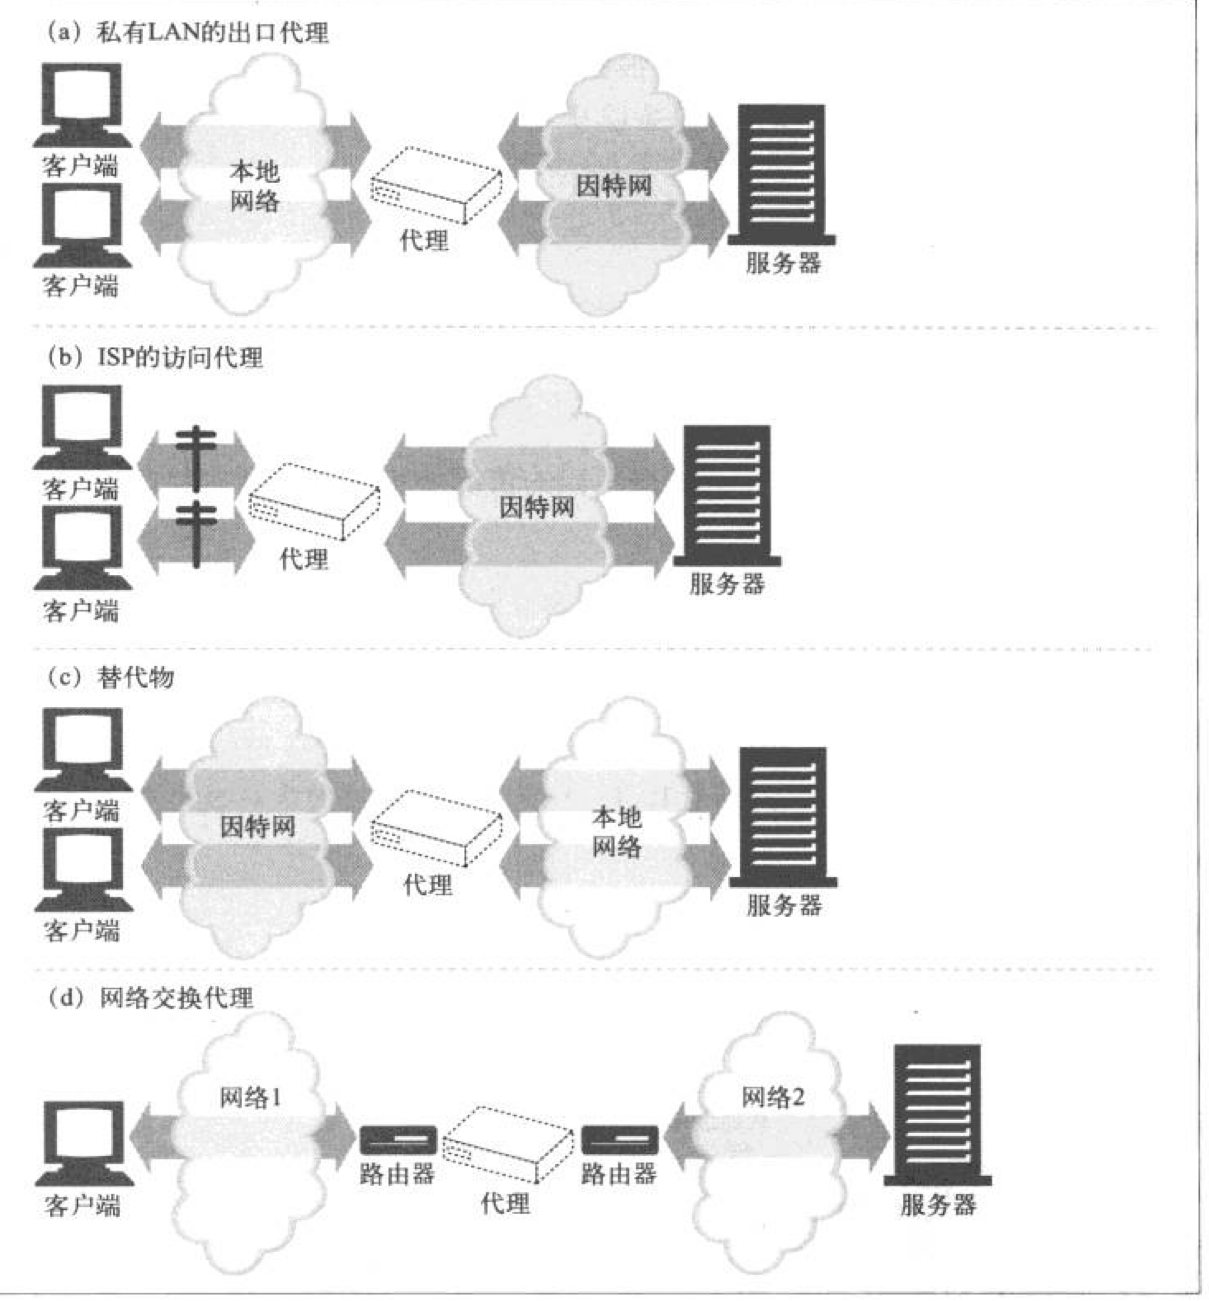 (a) 私有LAN的出口代理
客户端
客户端
本地
网络
代理
因特网
服务器
(b) ISP的访问代理
客户端
客户端
代理
因特网
服务器
(c) 替代物
客户端
客户端
因特网
代理
本地
网络
服务器
(d) 网络交换代理
客户端
网络1
路由器
代理
路由器
网络2
服务器